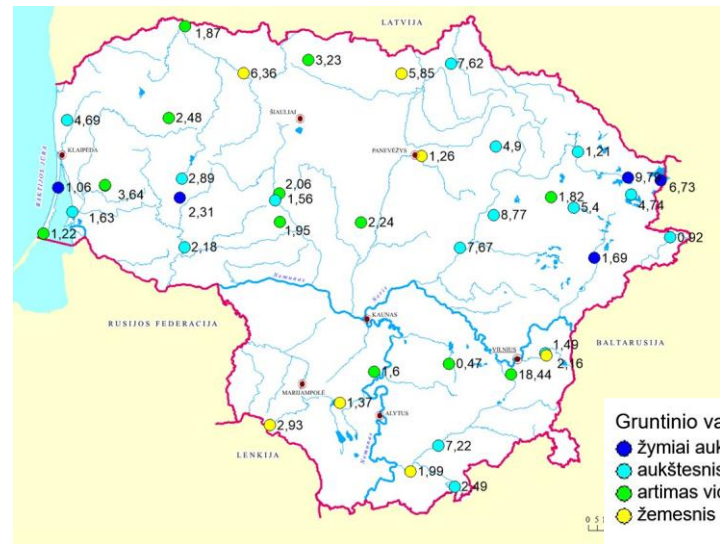 LATVIJA
1,87
3,23
6,36
5,85
7,62
ŠIAULIAI
4,69
2,48
KLAIPĖDA
PANEVĖŽYS
1,26
4,9
1,21
BALTIJOS JŪRA
1,06
3,64
2,89
2,31
2,06
1,56
1,82
5,4
4,74
6,73
1,63
1,22
1,95
2,24
8,77
2,18
7,67
1,69
0,92
Nemunas
Neris
KAUNAS
RUSIJOS FEDERACIJA
VILNIUS
1,49
2,16
BALTARUSIJA
1,6
0,47
18,44
MARIJAMPOLĖ
1,37
ALYTUS
2,93
LENKIJA
Nemunas
7,22
1,99
2,49
Gruntinio va
žymiai auk
aukštesnis
artimas vid
žemesnis